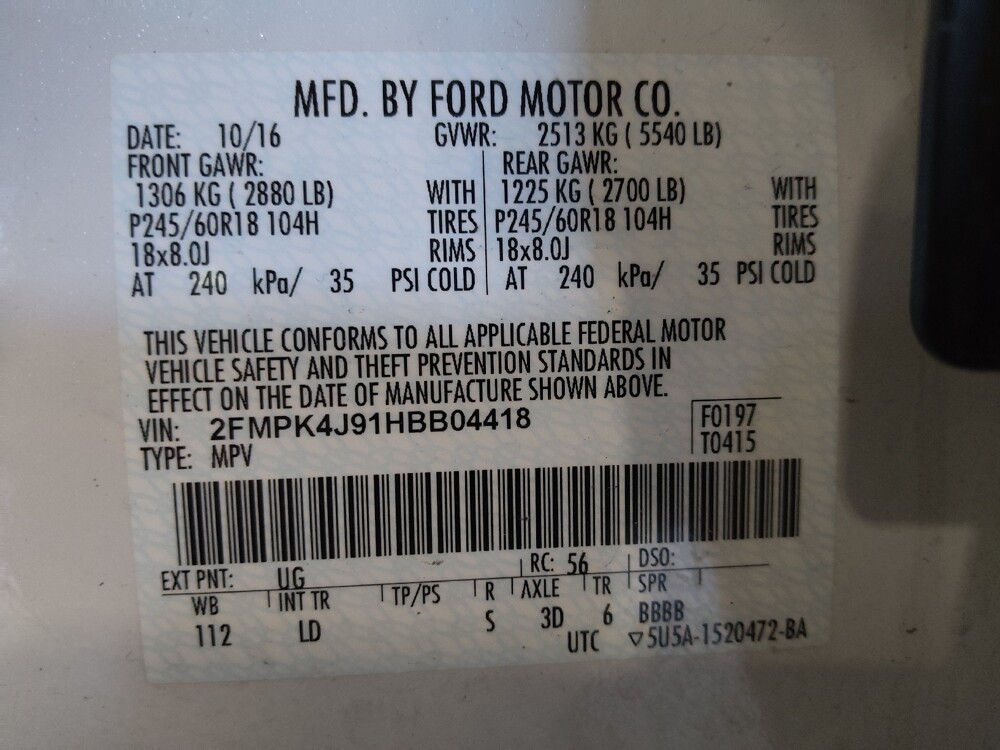 MFD. BY FORD MOTOR CO.
DATE: 10/16 GVWR: 2513 KG ( 5540 LB)
FRONT GAWR: REAR GAWR:
1306 KG ( 2880 LB) WITH 1225 KG ( 2700 LB) WITH
P245/60R18 104H TIRES P245/60R18 104H TIRES
18x8.0J RIMS 18x8.0J RIMS
AT 240 kPa/ 35 PSI COLD AT 240 kPa/ 35 PSI COLD
THIS VEHICLE CONFORMS TO ALL APPLICABLE FEDERAL MOTOR
VEHICLE SAFETY AND THEFT PREVENTION STANDARDS IN
EFFECT ON THE DATE OF MANUFACTURE SHOWN ABOVE.
VIN: 2FMPK4J91HBB04418 F0197
TYPE: MPV T0415
EXT PNT: UG RC: 56 DSO:
WB INT TR TP/PS R AXLE TR SPR
112 LD S 3D 6 BBBB
UTC ▽5U5A-1520472-BA